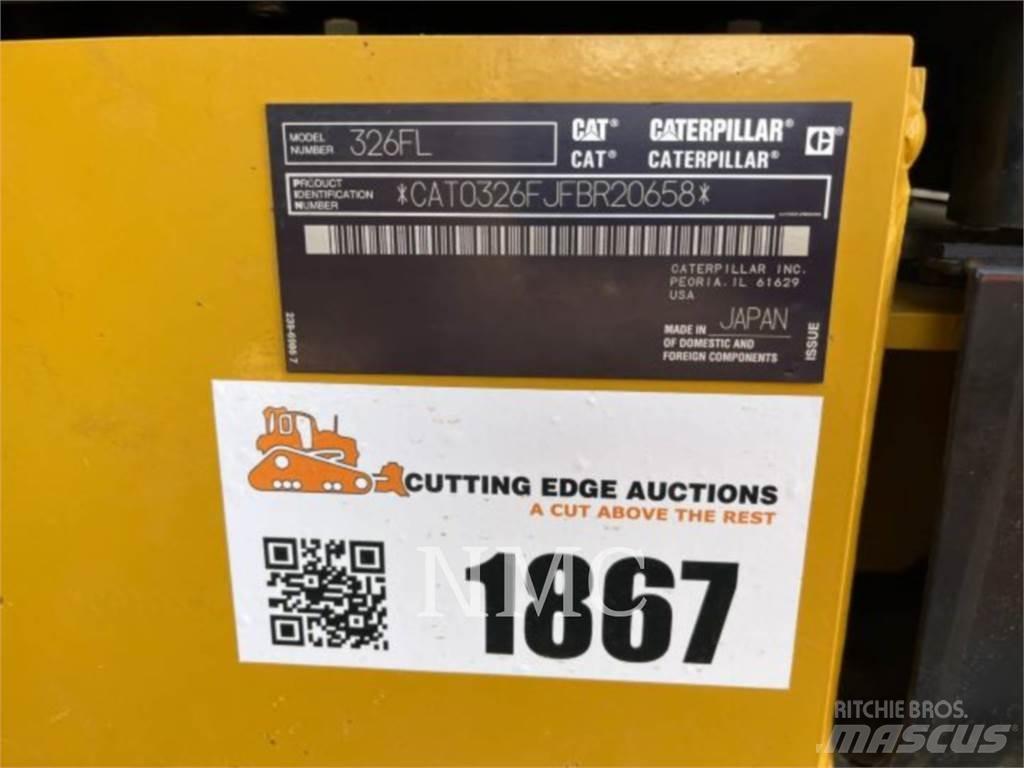 MODEL NUMBER 326FL
CAT® CATERPILLAR®
CAT® CATERPILLAR®
PRODUCT IDENTIFICATION NUMBER *CAT0326FJFBR20658*
CATERPILLAR INC.
PEORIA, IL 61629
USA
MADE IN JAPAN
OF DOMESTIC AND
FOREIGN COMPONENTS
ISSUE
CUTTING EDGE AUCTIONS
A CUT ABOVE THE REST
1867
NMC
RITCHIE BROS.
MASCUS